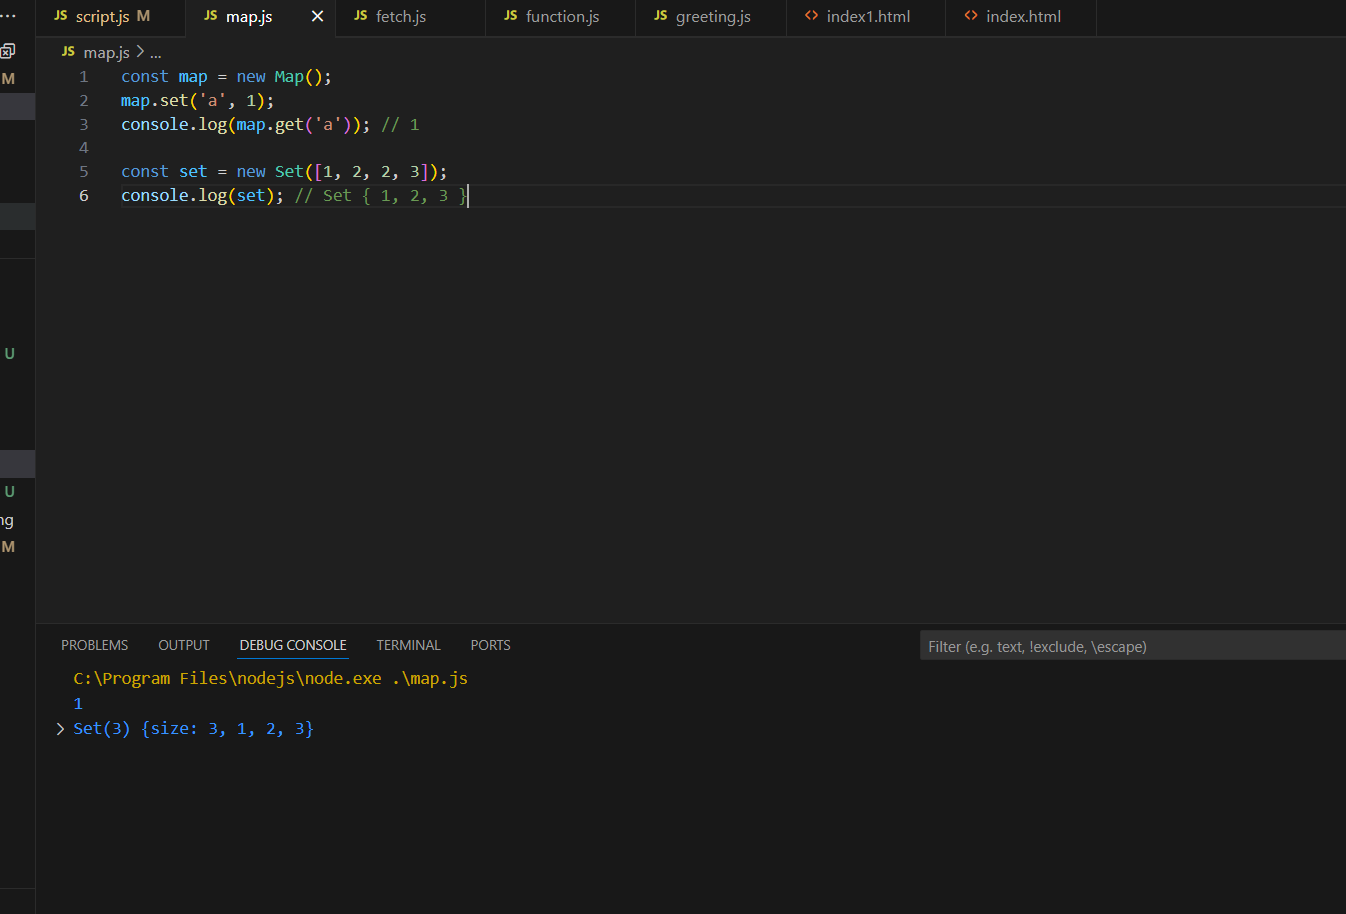 ... JS script.js M JS map.js × JS fetch.js JS function.js JS greeting.js <> index1.html <> index.html
JS map.js > ...
M
1 const map = new Map();
2 map.set('a', 1);
3 console.log(map.get('a')); // 1
4
5 const set = new Set([1, 2, 2, 3]);
6 console.log(set); // Set { 1, 2, 3 }
U
U
ng
M
PROBLEMS OUTPUT DEBUG CONSOLE TERMINAL PORTS Filter (e.g. text, !exclude, \escape)
C:\Program Files\nodejs\node.exe .\map.js
1
> Set(3) {size: 3, 1, 2, 3}